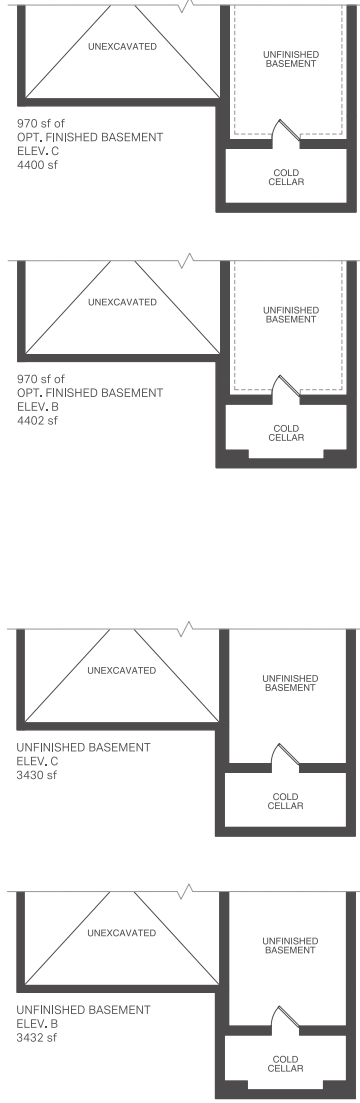 UNEXCAVATED
UNFINISHED
BASEMENT
970 sf of
OPT. FINISHED BASEMENT
ELEV. C
4400 sf
COLD
CELLAR
UNEXCAVATED
UNFINISHED
BASEMENT
970 sf of
OPT. FINISHED BASEMENT
ELEV. B
4402 sf
COLD
CELLAR
UNEXCAVATED
UNFINISHED
BASEMENT
UNFINISHED BASEMENT
ELEV. C
3430 sf
COLD
CELLAR
UNEXCAVATED
UNFINISHED
BASEMENT
UNFINISHED BASEMENT
ELEV. B
3432 sf
COLD
CELLAR